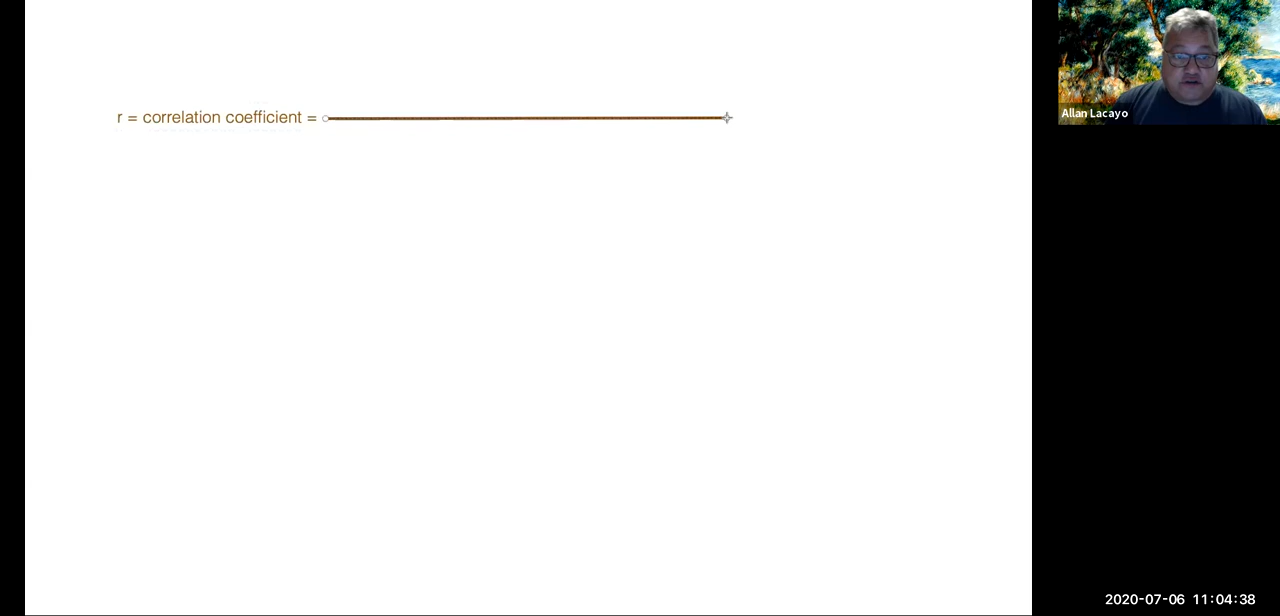 r = correlation coefficient =
Allan Lacayo
2020-07-06 11:04:38